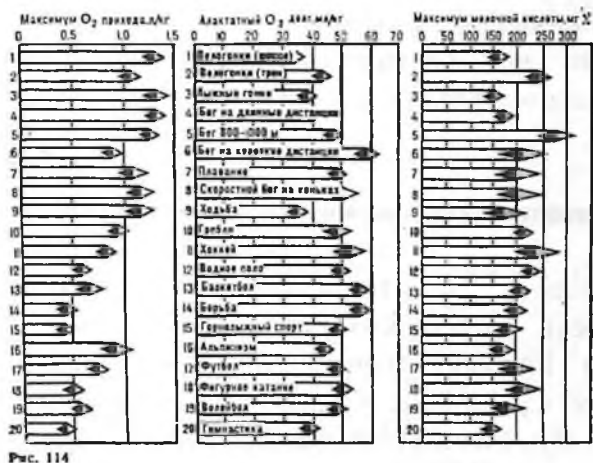 Максимум O₂ прихода, л/кг
Алактатный O₂ долг, мл/кг
Максимум молочной кислоты, мг %
0 0,5 1,0 1,5
0 10 20 30 40 50 60
0 50 100 150 200 250 300
1 Велогонки (шоссе)
2 Велогонки (трек)
3 Лыжные гонки
4 Бег на длинные дистанции
5 Бег 800-1000 м
6 Бег на короткие дистанции
7 Плавание
8 Скоростной бег на коньках
9 Ходьба
10 Гребля
11 Хоккей
12 Водное поло
13 Баскетбол
14 Борьба
15 Горнолыжный спорт
16 Альпинизм
17 Футбол
18 Фигурное катание
19 Волейбол
20 Гимнастика
Рис. 114